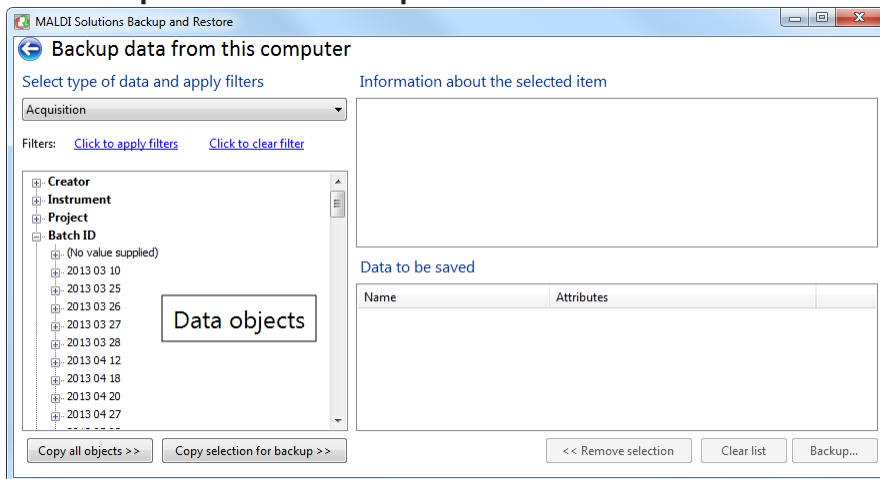 MALDI Solutions Backup and Restore
Backup data from this computer
Select type of data and apply filters
Information about the selected item
Acquisition
Filters: Click to apply filters Click to clear filter
Creator
Instrument
Project
Batch ID
(No value supplied)
2013 03 10
2013 03 25
2013 03 26
2013 03 27
2013 03 28
2013 04 12
2013 04 18
2013 04 20
2013 04 27
Data objects
Data to be saved
Name Attributes
Copy all objects >> Copy selection for backup >> << Remove selection Clear list Backup...